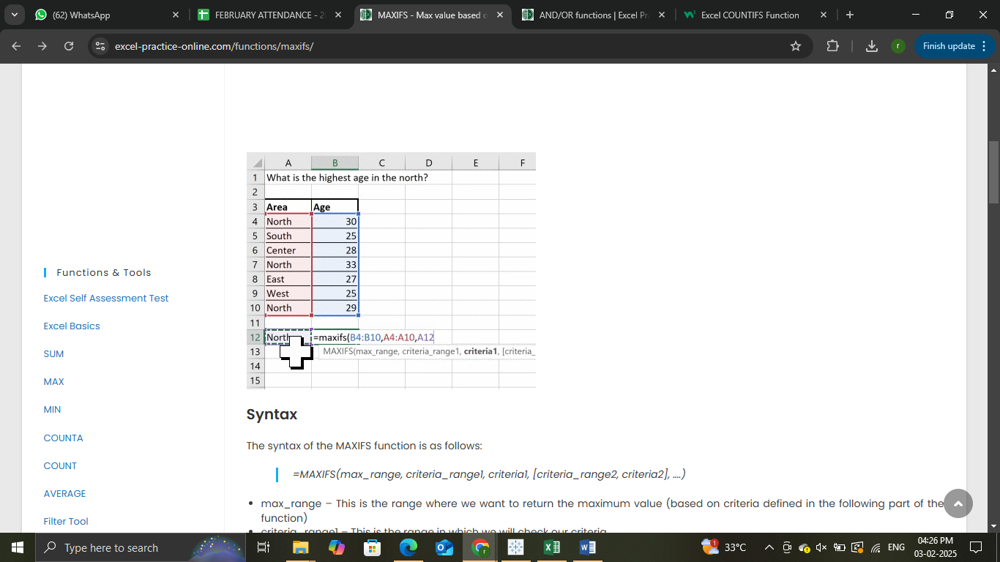 (62) WhatsApp
FEBRUARY ATTENDANCE - 2
MAXIFS - Max value based o
AND/OR functions | Excel Pr
Excel COUNTIFS Function
excel-practice-online.com/functions/maxifs/
r
Finish update
A B C D E F
1 What is the highest age in the north?
2
3 Area Age
4 North 30
5 South 25
6 Center 28
7 North 33
8 East 27
9 West 25
10 North 29
11
12 North =maxifs(B4:B10,A4:A10,A12
13 MAXIFS(max_range, criteria_range1, criteria1, [criteria_
14
15
Functions & Tools
Excel Self Assessment Test
Excel Basics
SUM
MAX
MIN
COUNTA
COUNT
AVERAGE
Filter Tool
Syntax
The syntax of the MAXIFS function is as follows:
=MAXIFS(max_range, criteria_range1, criteria1, [criteria_range2, criteria2], ....)
• max_range – This is the range where we want to return the maximum value (based on criteria defined in the following part of the
function)
• criteria_range1 – This is the range in which we will check our criteria
Type here to search
1
33°C
ENG
04:26 PM
03-02-2025